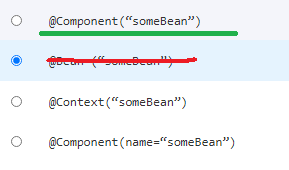 @Component(“someBean”)
@Bean (“someBean”)
@Context(“someBean”)
@Component(name=“someBean”)